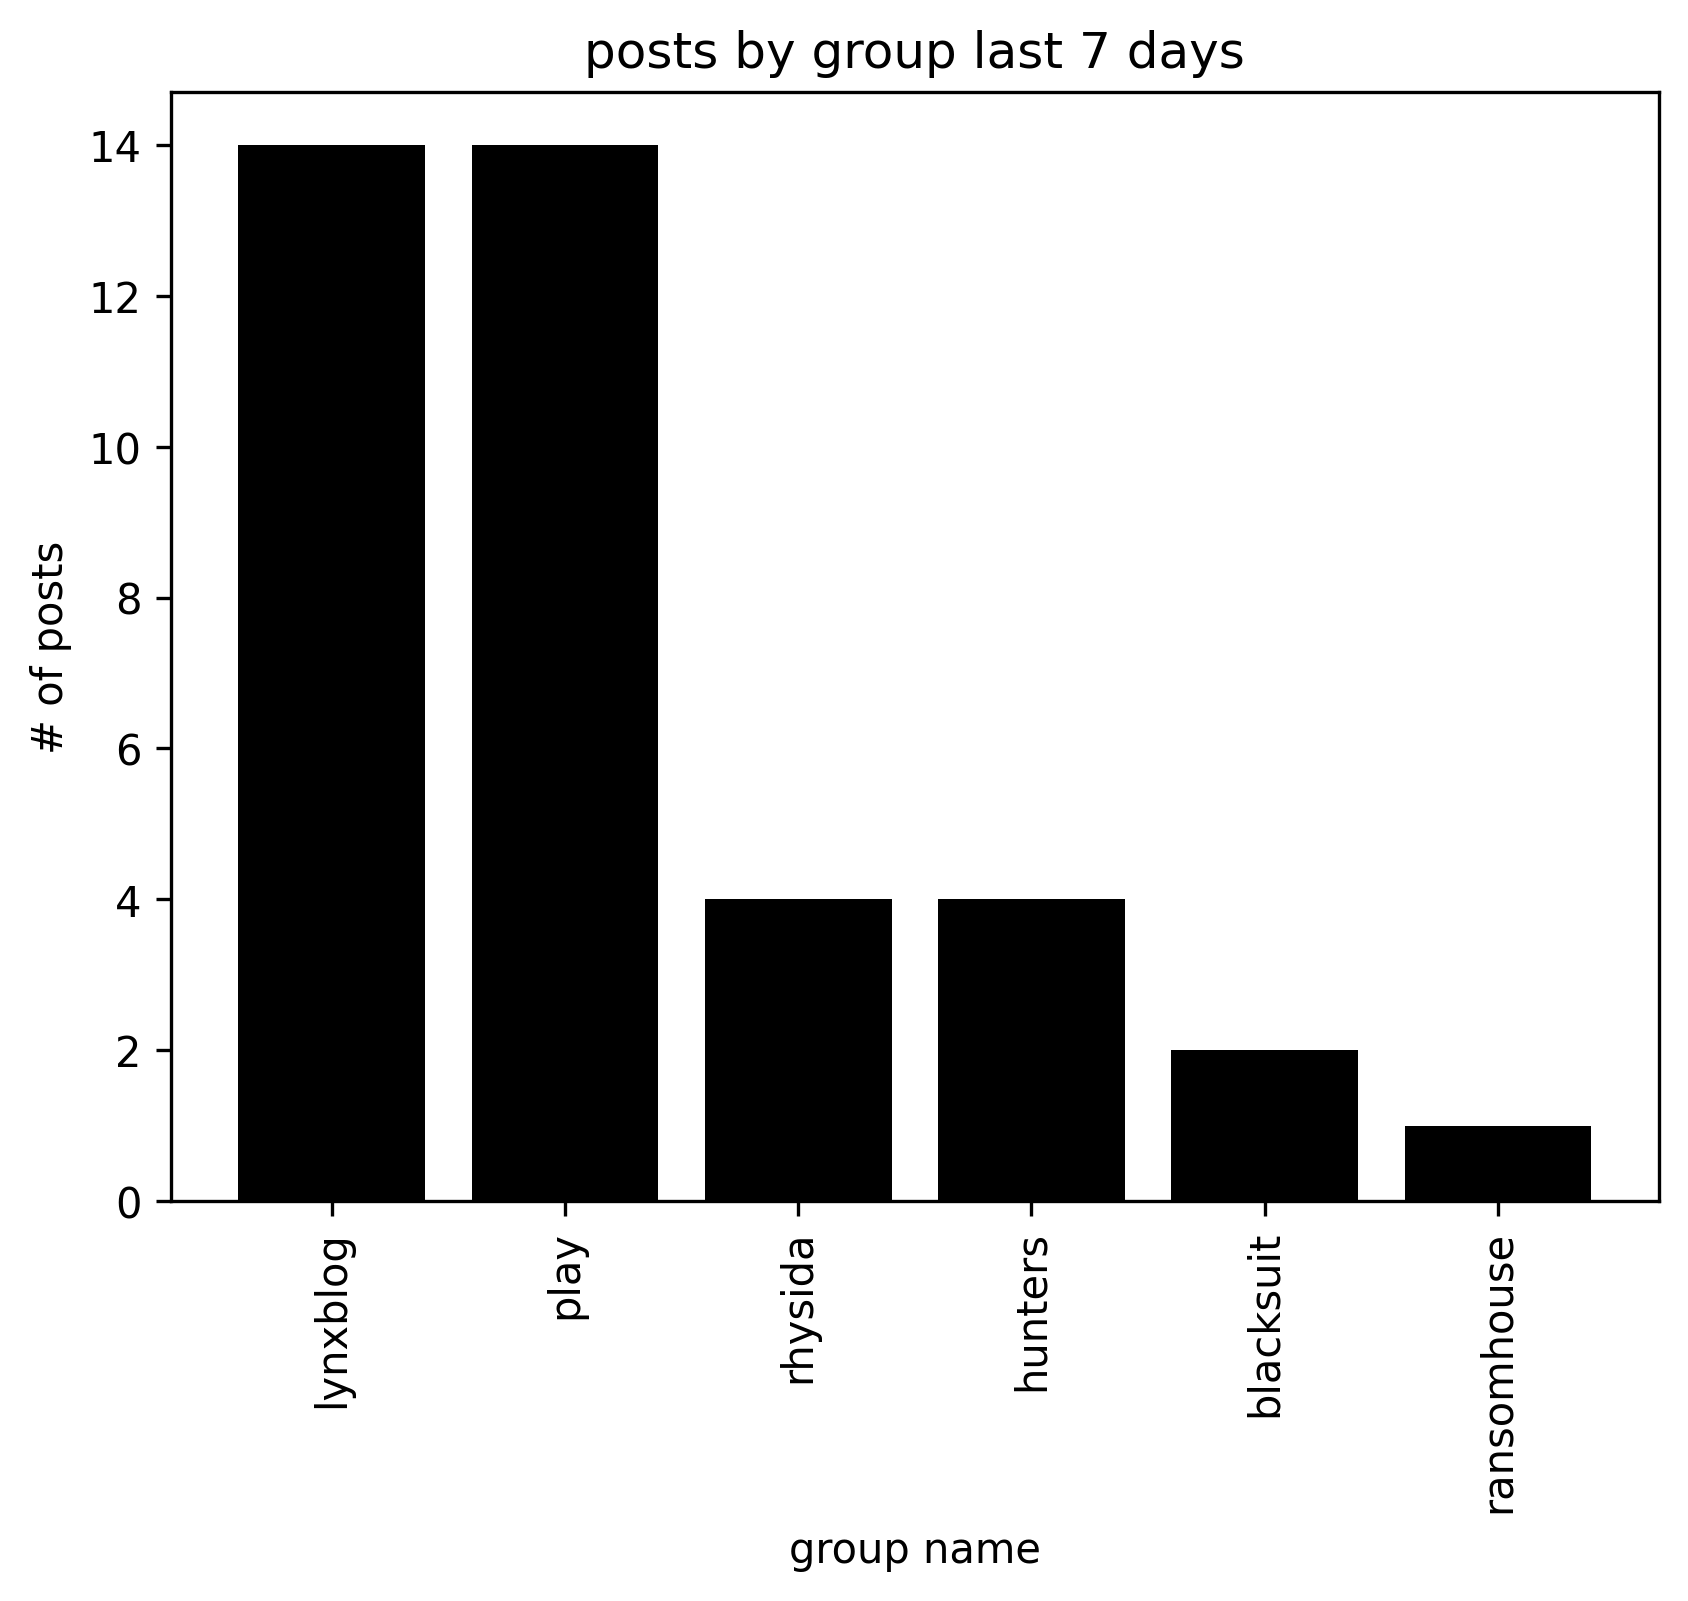 posts by group last 7 days
14
12
10
8
6
4
2
0
# of posts
lynxblog
play
rhysida
hunters
blacksuit
ransomhouse
group name